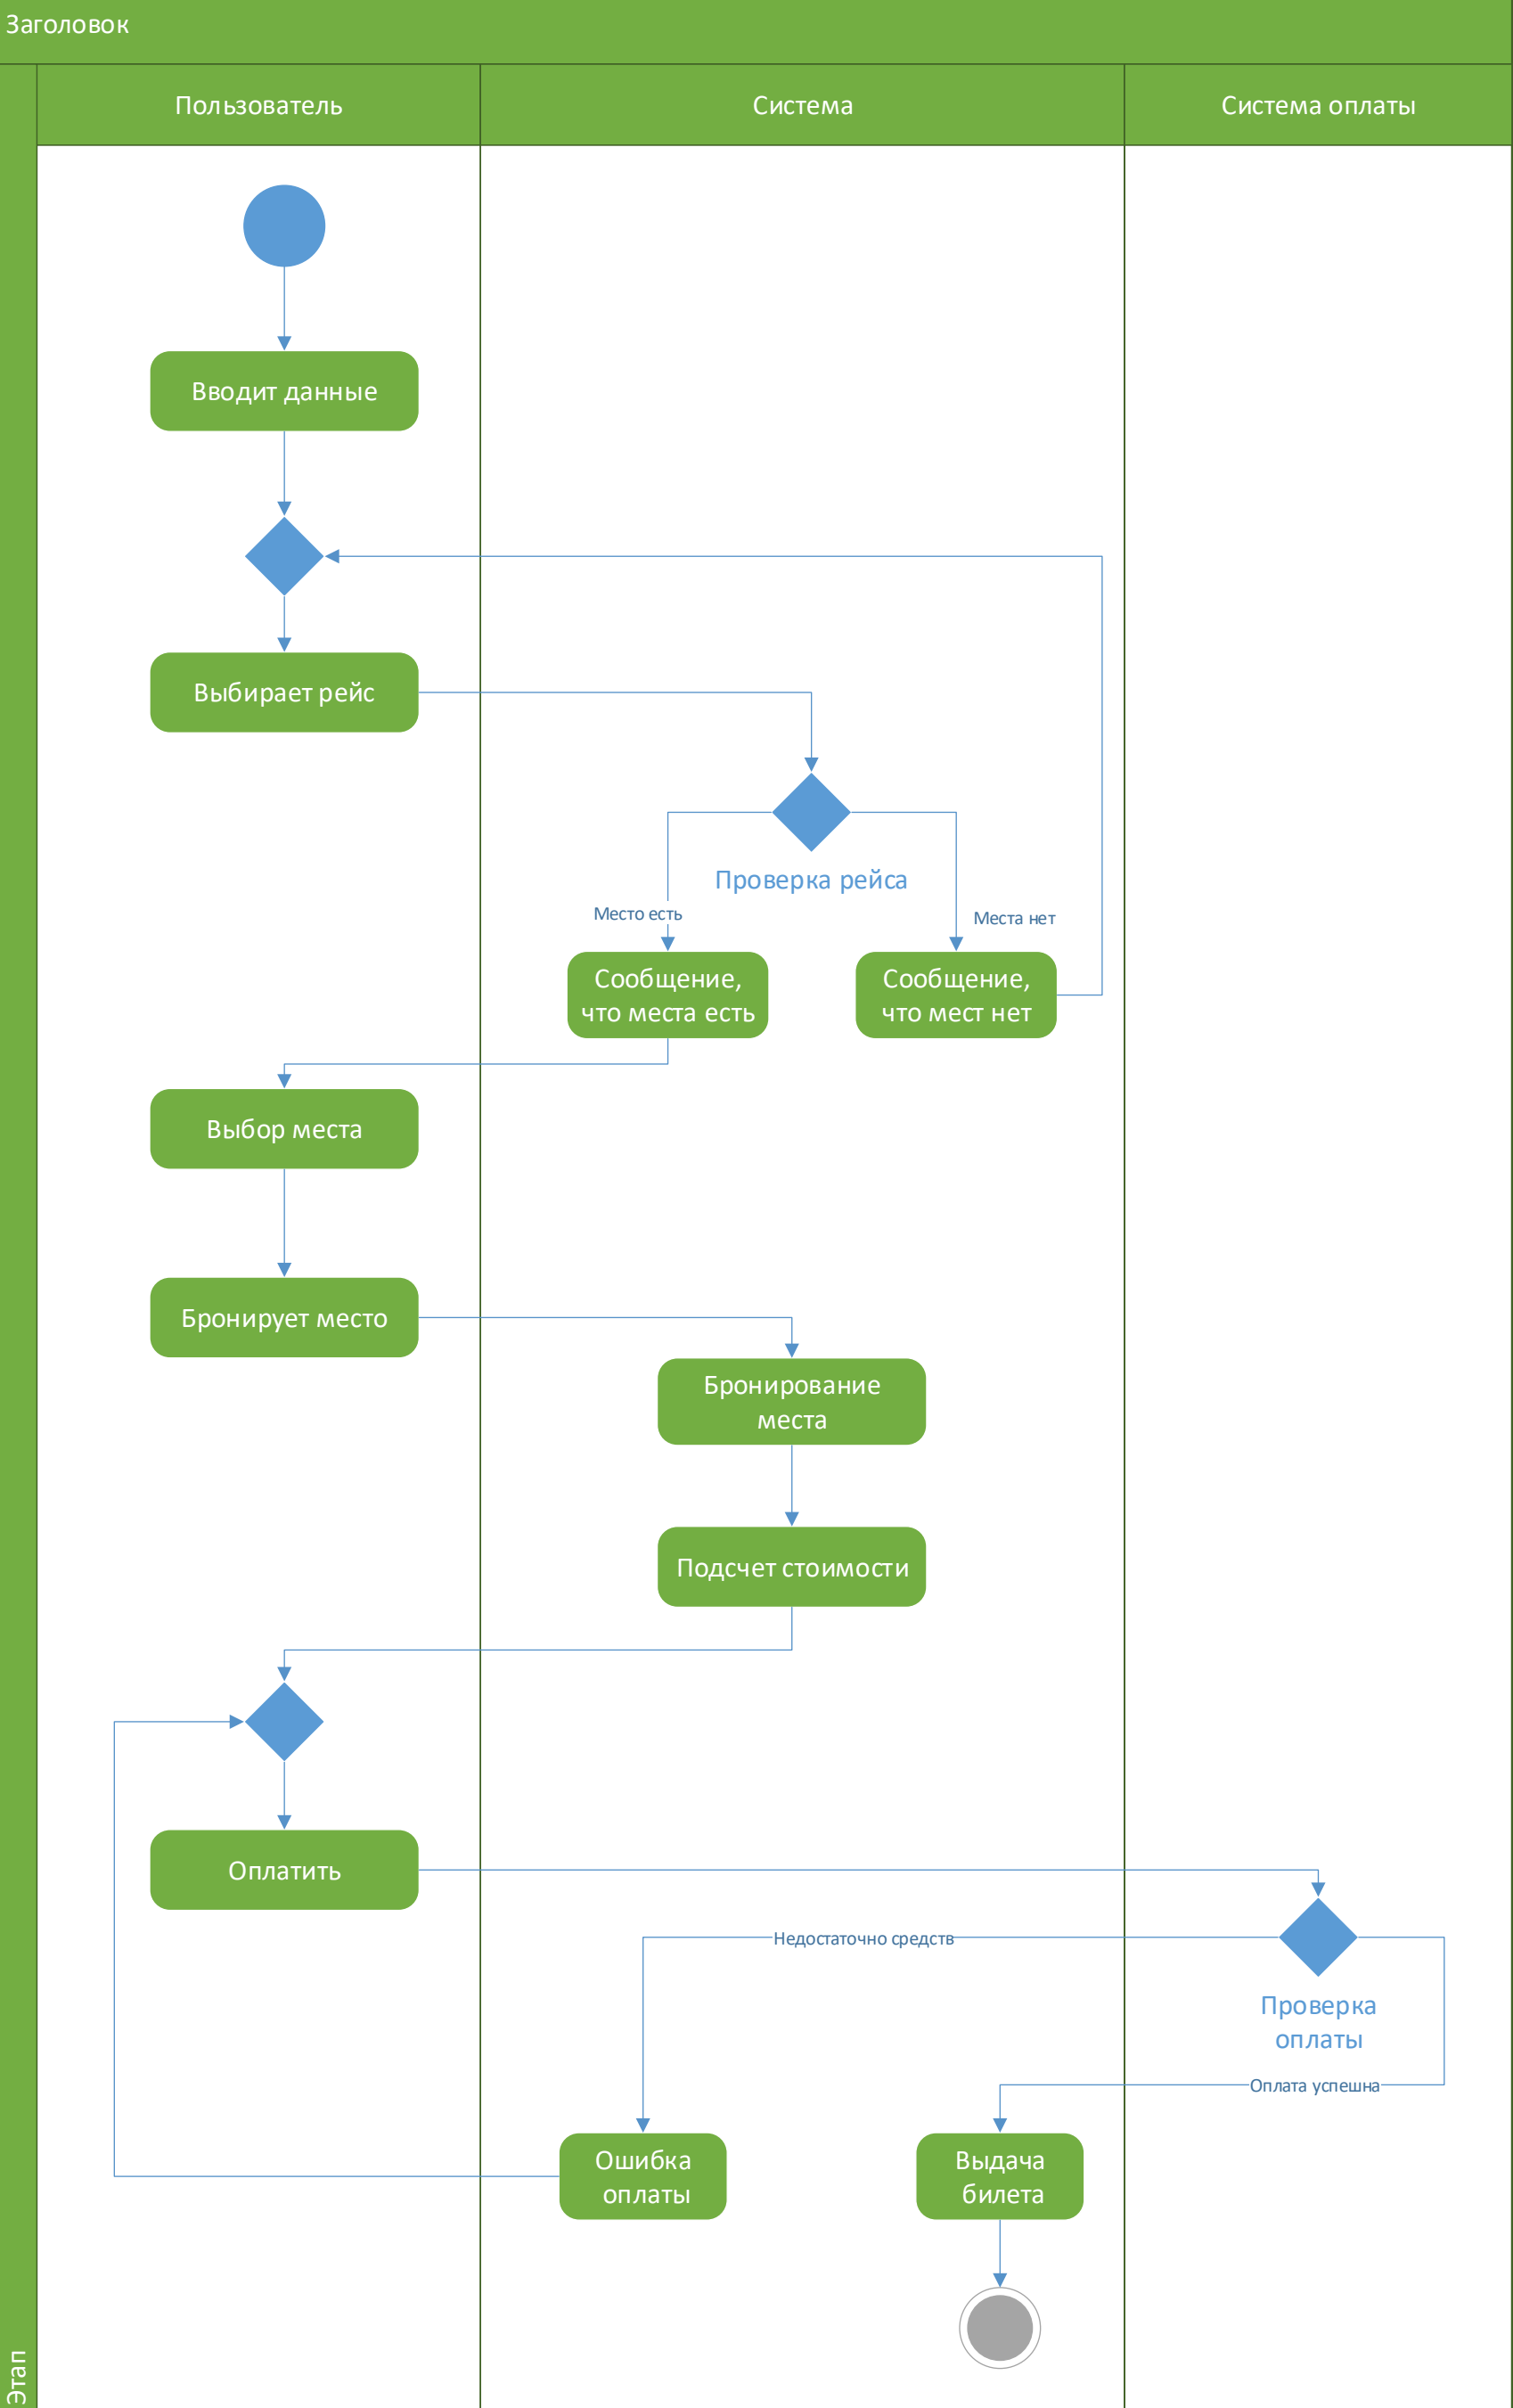 Заголовок
Пользователь
Система
Система оплаты
Вводит данные
Выбирает рейс
Проверка рейса
Место есть
Места нет
Сообщение,
что места есть
Сообщение,
что мест нет
Выбор места
Бронирует место
Бронирование
места
Подсчет стоимости
Оплатить
Недостаточно средств
Проверка
оплаты
Оплата успешна
Ошибка
оплаты
Выдача
билета
Этап